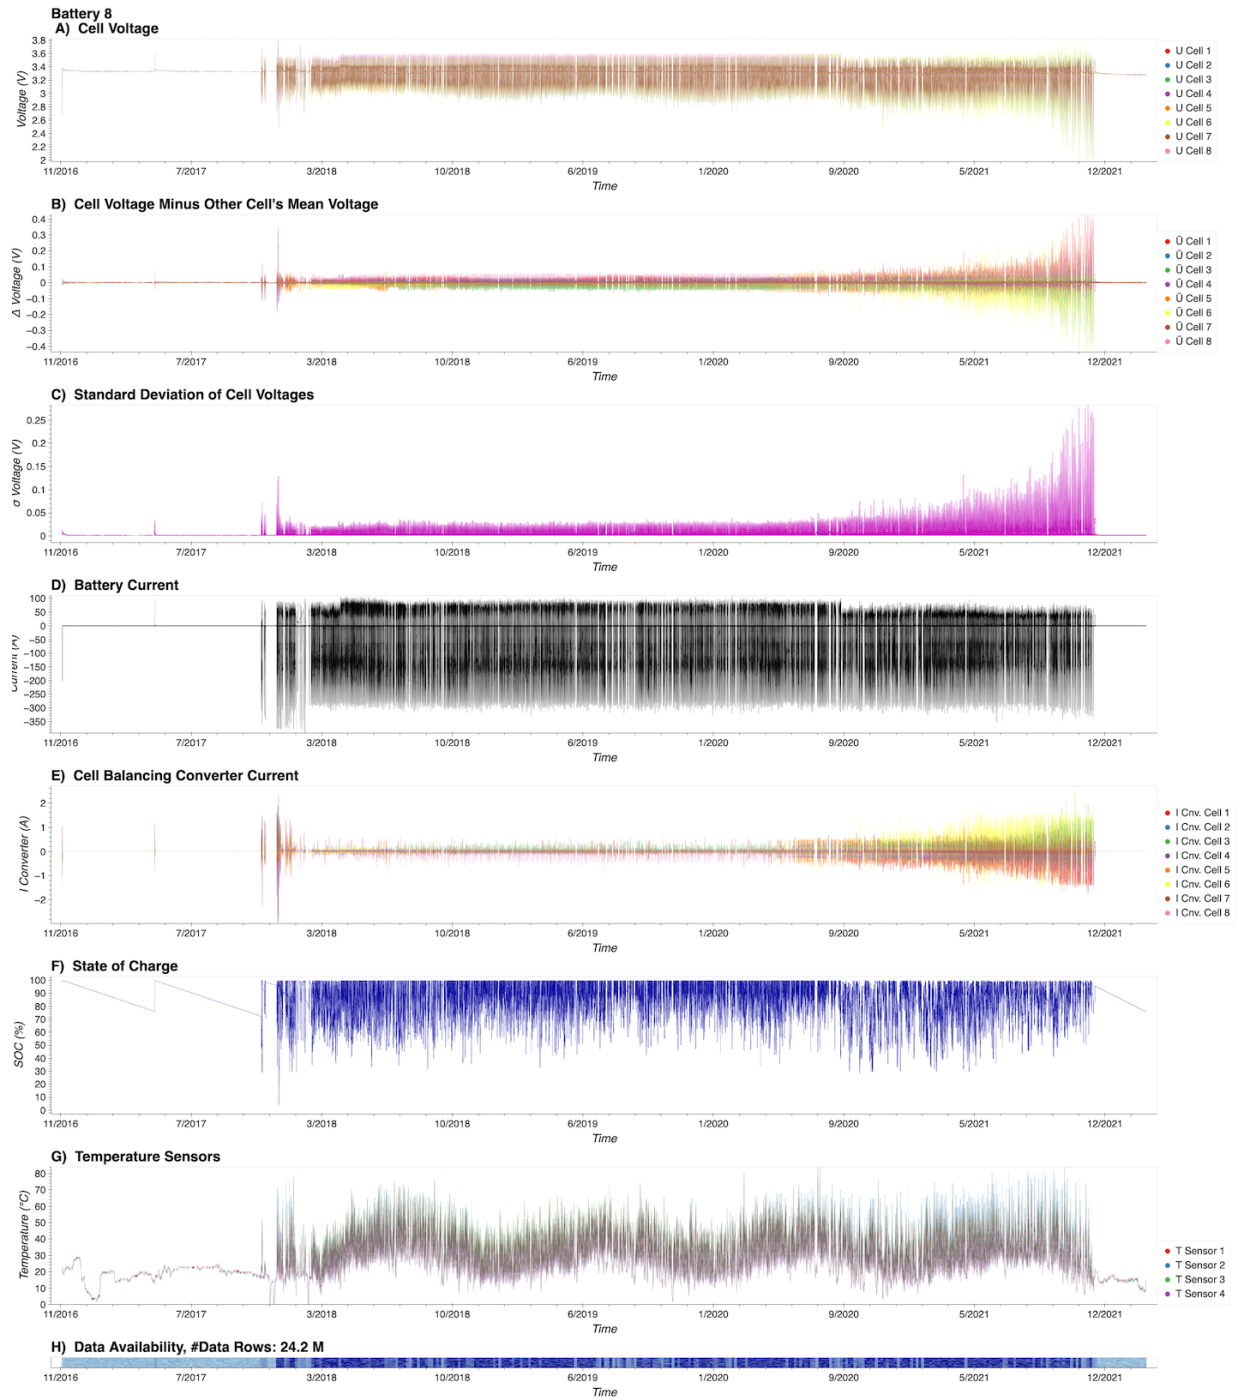 Battery 8
A) Cell Voltage
3.8
3.6
3.4
3.2
3
2.8
2.6
2.4
2.2
2
Voltage (V)
11/2016 7/2017 3/2018 10/2018 6/2019 1/2020 9/2020 5/2021 12/2021
Time
U Cell 1
U Cell 2
U Cell 3
U Cell 4
U Cell 5
U Cell 6
U Cell 7
U Cell 8
B) Cell Voltage Minus Other Cell's Mean Voltage
0.4
0.3
0.2
0.1
0
−0.1
−0.2
−0.3
−0.4
Δ Voltage (V)
11/2016 7/2017 3/2018 10/2018 6/2019 1/2020 9/2020 5/2021 12/2021
Time
Ū Cell 1
Ū Cell 2
Ū Cell 3
Ū Cell 4
Ū Cell 5
Ū Cell 6
Ū Cell 7
Ū Cell 8
C) Standard Deviation of Cell Voltages
0.25
0.2
0.15
0.1
0.05
0
σ Voltage (V)
11/2016 7/2017 3/2018 10/2018 6/2019 1/2020 9/2020 5/2021 12/2021
Time
D) Battery Current
100
50
0
−50
−100
−150
−200
−250
−300
−350
Current (A)
11/2016 7/2017 3/2018 10/2018 6/2019 1/2020 9/2020 5/2021 12/2021
Time
E) Cell Balancing Converter Current
2
1
0
−1
−2
I Converter (A)
11/2016 7/2017 3/2018 10/2018 6/2019 1/2020 9/2020 5/2021 12/2021
Time
I Cnv. Cell 1
I Cnv. Cell 2
I Cnv. Cell 3
I Cnv. Cell 4
I Cnv. Cell 5
I Cnv. Cell 6
I Cnv. Cell 7
I Cnv. Cell 8
F) State of Charge
100
90
80
70
60
50
40
30
20
10
0
SOC (%)
11/2016 7/2017 3/2018 10/2018 6/2019 1/2020 9/2020 5/2021 12/2021
Time
G) Temperature Sensors
80
70
60
50
40
30
20
10
0
Temperature (°C)
11/2016 7/2017 3/2018 10/2018 6/2019 1/2020 9/2020 5/2021 12/2021
Time
T Sensor 1
T Sensor 2
T Sensor 3
T Sensor 4
H) Data Availability, #Data Rows: 24.2 M
11/2016 7/2017 3/2018 10/2018 6/2019 1/2020 9/2020 5/2021 12/2021
Time